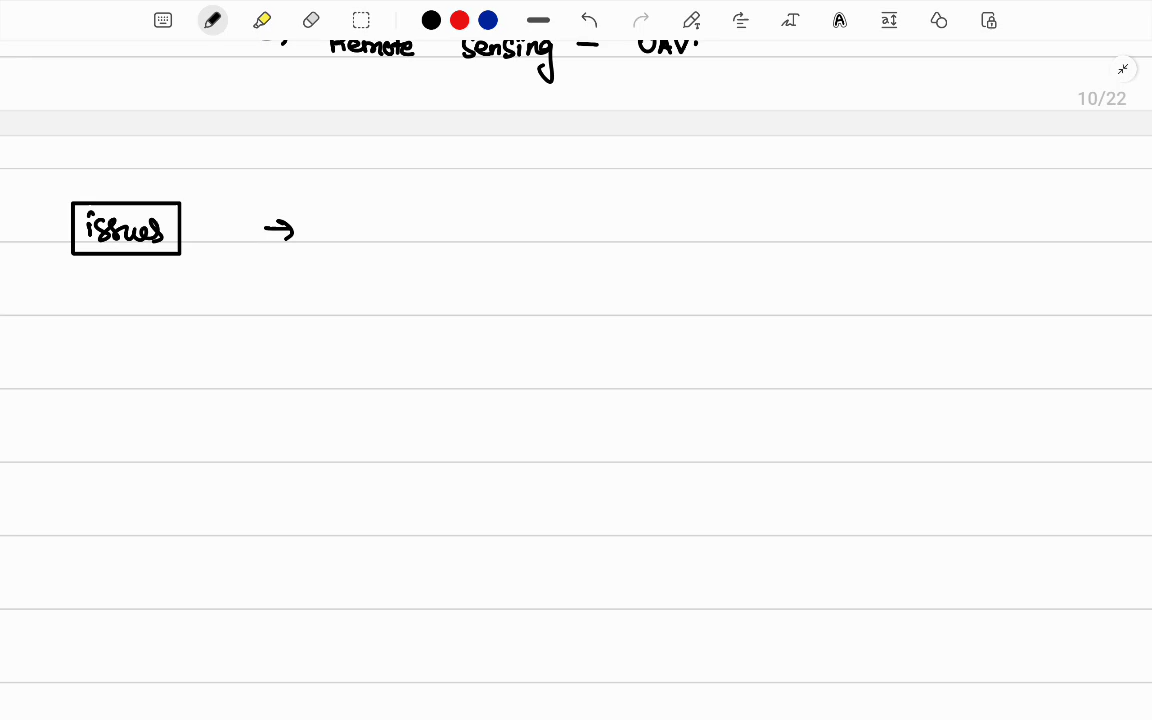 → Remote Sensing - UAV.
10/22
issues →